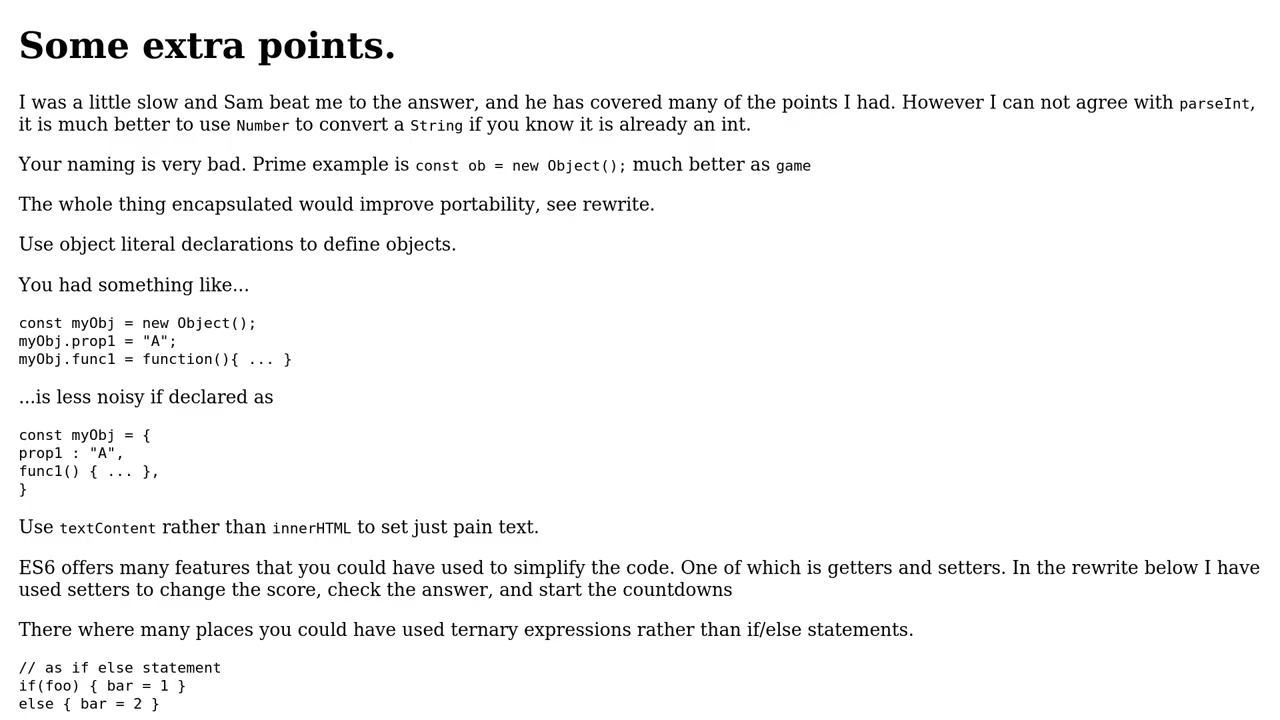 Some extra points.
I was a little slow and Sam beat me to the answer, and he has covered many of the points I had. However I can not agree with parseInt,
it is much better to use Number to convert a String if you know it is already an int.
Your naming is very bad. Prime example is const ob = new Object(); much better as game
The whole thing encapsulated would improve portability, see rewrite.
Use object literal declarations to define objects.
You had something like...
const myObj = new Object();
myObj.prop1 = "A";
myObj.func1 = function(){ ... }
...is less noisy if declared as
const myObj = {
prop1 : "A",
func1() { ... },
}
Use textContent rather than innerHTML to set just pain text.
ES6 offers many features that you could have used to simplify the code. One of which is getters and setters. In the rewrite below I have
used setters to change the score, check the answer, and start the countdowns
There where many places you could have used ternary expressions rather than if/else statements.
// as if else statement
if(foo) { bar = 1 }
else { bar = 2 }